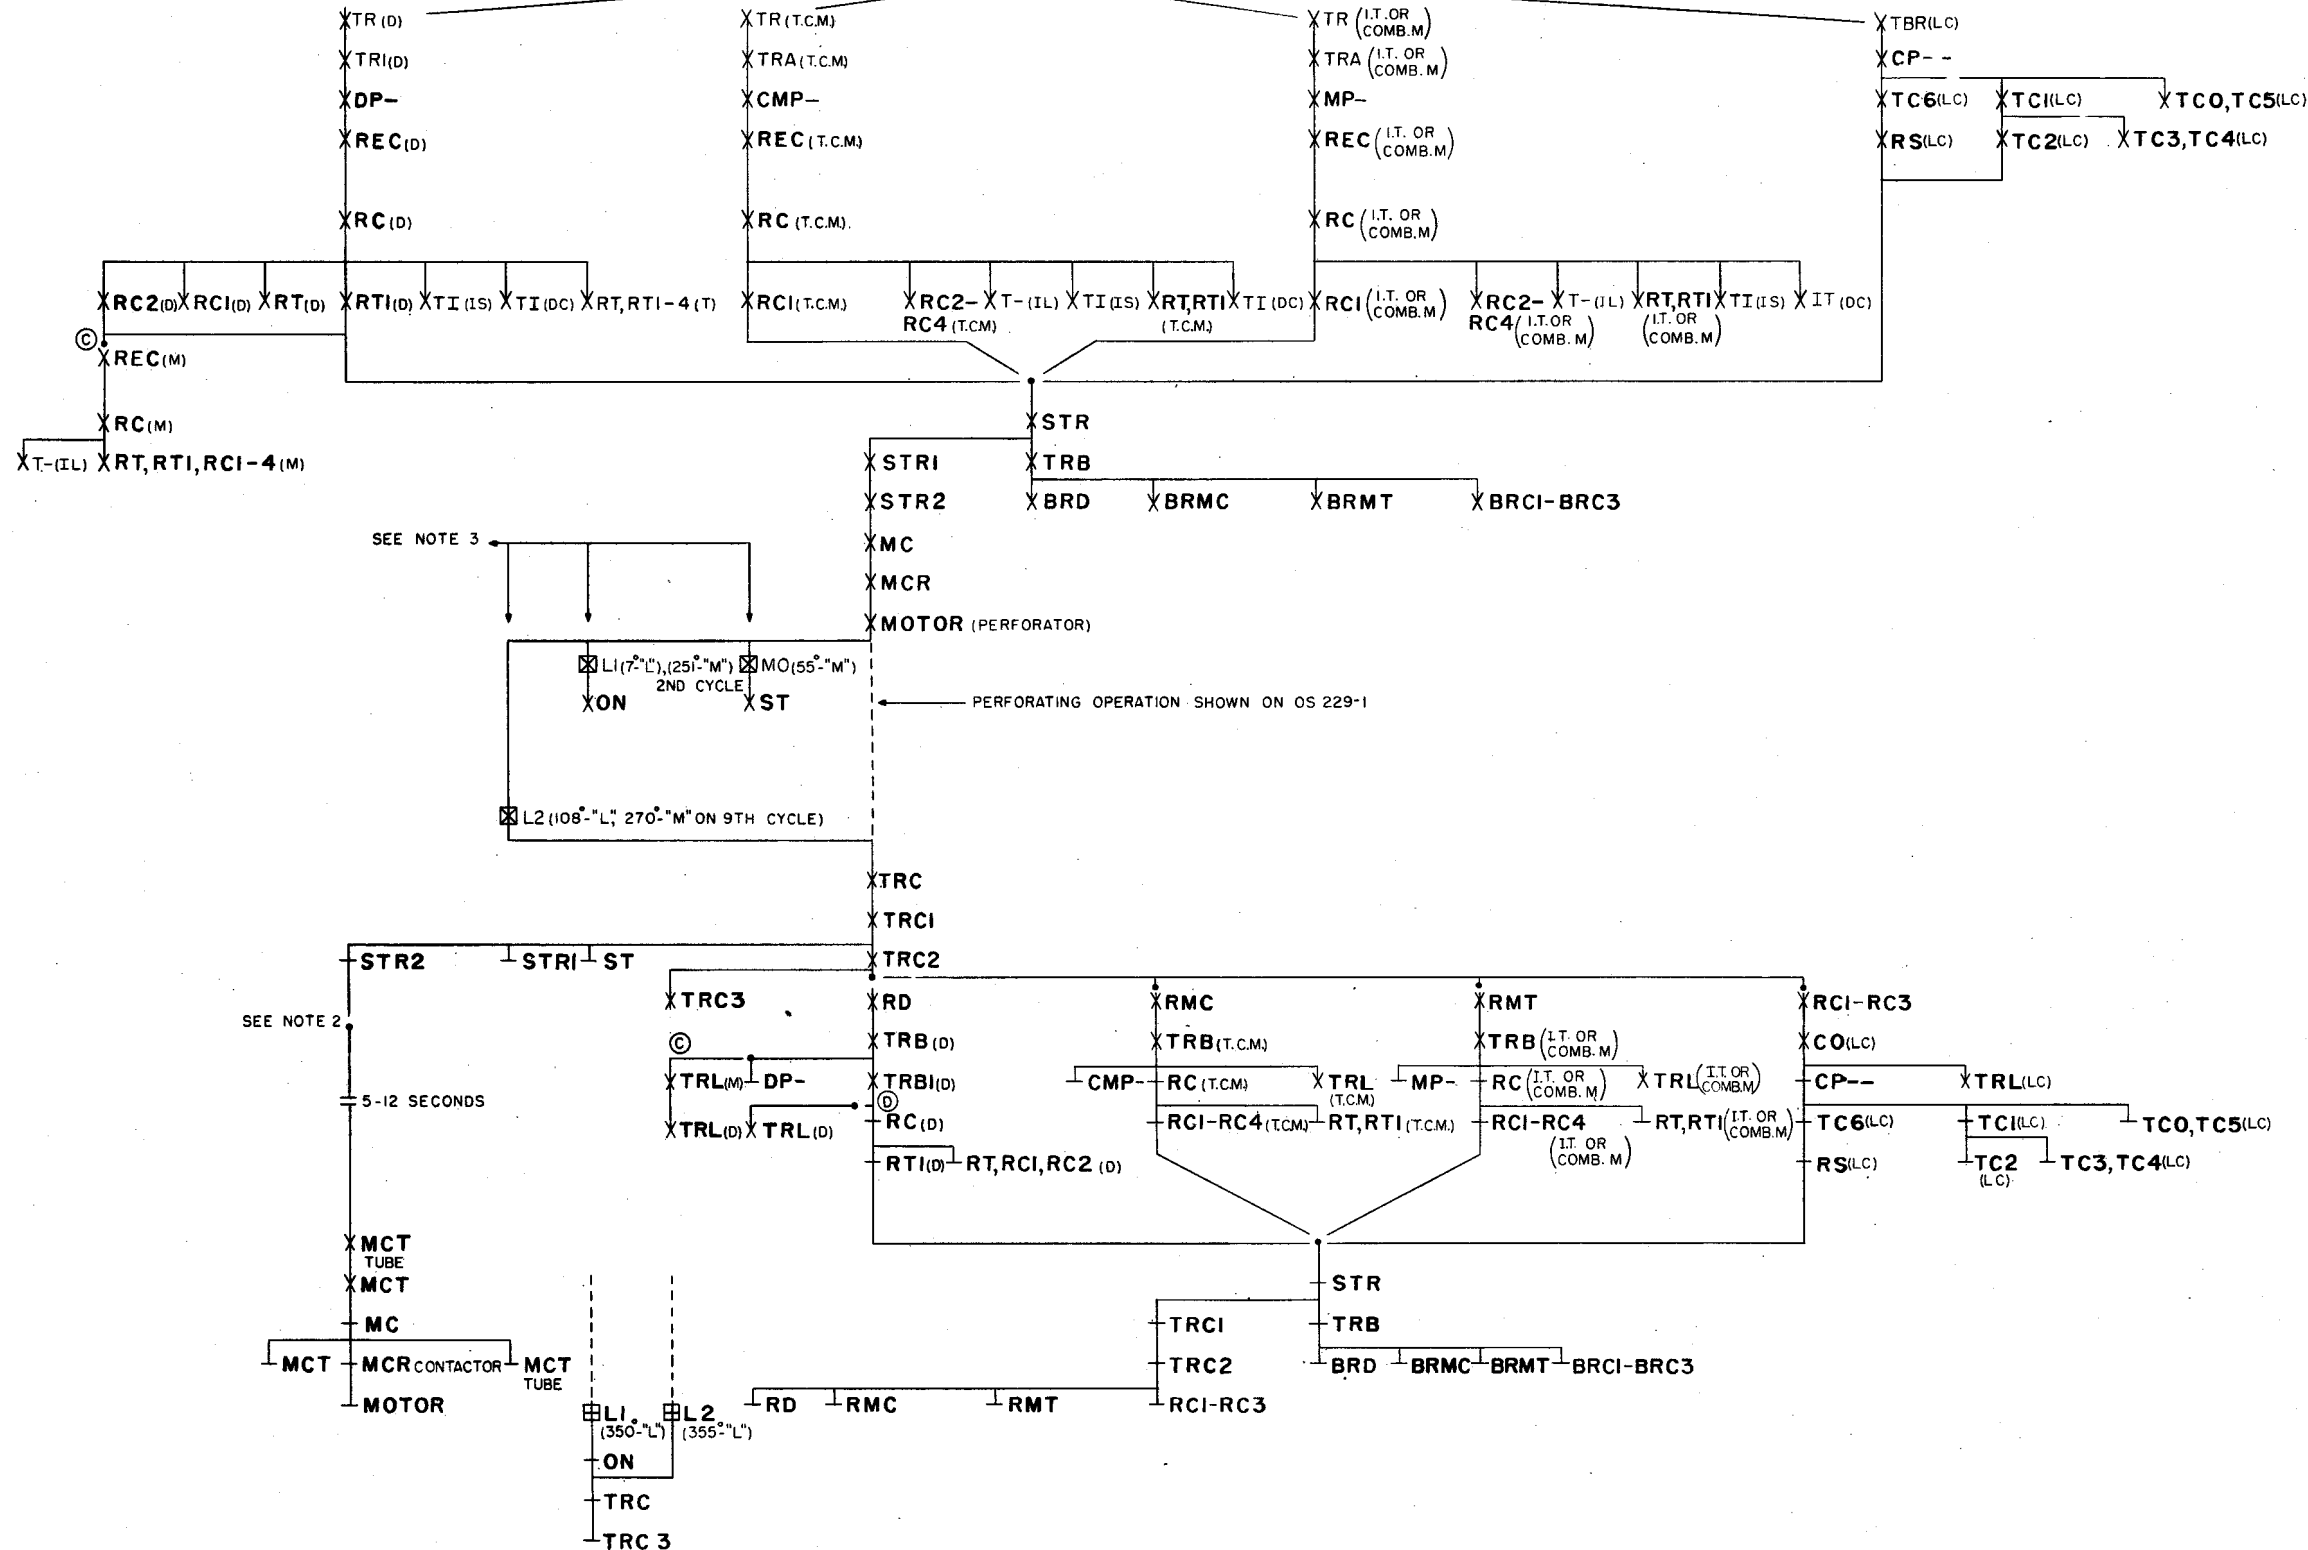 TR (D)
TR (T.C.M)
TR (I.T. OR COMB. M)
TBR(LC)
TRI(D)
TRA (T.C.M)
TRA (I.T. OR COMB. M)
CP- -
DP-
CMP-
MP-
TC6(LC)
TC1(LC)
TCO, TC5(LC)
REC(D)
REC (T.C.M.)
REC (I.T. OR COMB. M)
RS(LC)
TC2(LC)
TC3, TC4(LC)
RC(D)
RC (T.C.M).
RC (I.T. OR COMB. M)
RC2(D)
RC1(D)
RT(D)
RT1(D)
TI(IS)
TI(DC)
RT, RT1-4 (T)
RC1(T.C.M.)
RC2-
RC4 (T.C.M)
T-(IL)
TI(IS)
RT,RT1
(T.C.M.)
TI(DC)
RC1 (I.T. OR COMB. M)
RC2-
RC4 (I.T. OR COMB. M)
T-(IL)
RT,RT1
(I.T. OR COMB. M)
TI(IS)
IT (DC)
C
REC(M)
RC(M)
STR
T-(IL)
RT, RT1, RC1-4 (M)
STR1
TRB
STR2
BRD
BRMC
BRMT
BRC1-BRC3
SEE NOTE 3
MC
MCR
MOTOR (PERFORATOR)
L1(7°-"L"),(251°-"M")
2ND CYCLE
MO(55°-"M")
ON
ST
PERFORATING OPERATION SHOWN ON OS 229-1
L2(108°-"L", 270°-"M" ON 9TH CYCLE)
TRC
TRC1
STR2
STR1
ST
TRC2
TRC3
RD
RMC
RMT
RC1-RC3
SEE NOTE 2
C
TRB (D)
TRB (T.C.M.)
TRB (I.T. OR COMB. M)
CO(LC)
TRL(M)
DP-
TRB1(D)
CMP-
RC (T.C.M.)
TRL
(T.C.M)
MP-
RC (I.T. OR COMB. M)
TRL (I.T. OR COMB.M)
CP--
TRL(LC)
5-12 SECONDS
D
TRL(D)
TRL(D)
RC(D)
RC1-RC4(T.C.M.)
RT, RT1(T.C.M.)
RC1-RC4
(I.T. OR COMB. M)
RT, RT1 (I.T. OR COMB.M)
TC6(LC)
TC1(LC)
TCO, TC5(LC)
RT1(D)
RT, RC1, RC2 (D)
RS(LC)
TC2
(LC)
TC3, TC4(LC)
MCT
TUBE
MCT
STR
MC
TRC1
TRB
MCT
MCR CONTACTOR
MCT
TUBE
TRC2
BRD
BRMC
BRMT
BRC1-BRC3
MOTOR
L1
(350°-"L")
L2
(355°-"L")
RD
RMC
RMT
RC1-RC3
ON
TRC
TRC 3